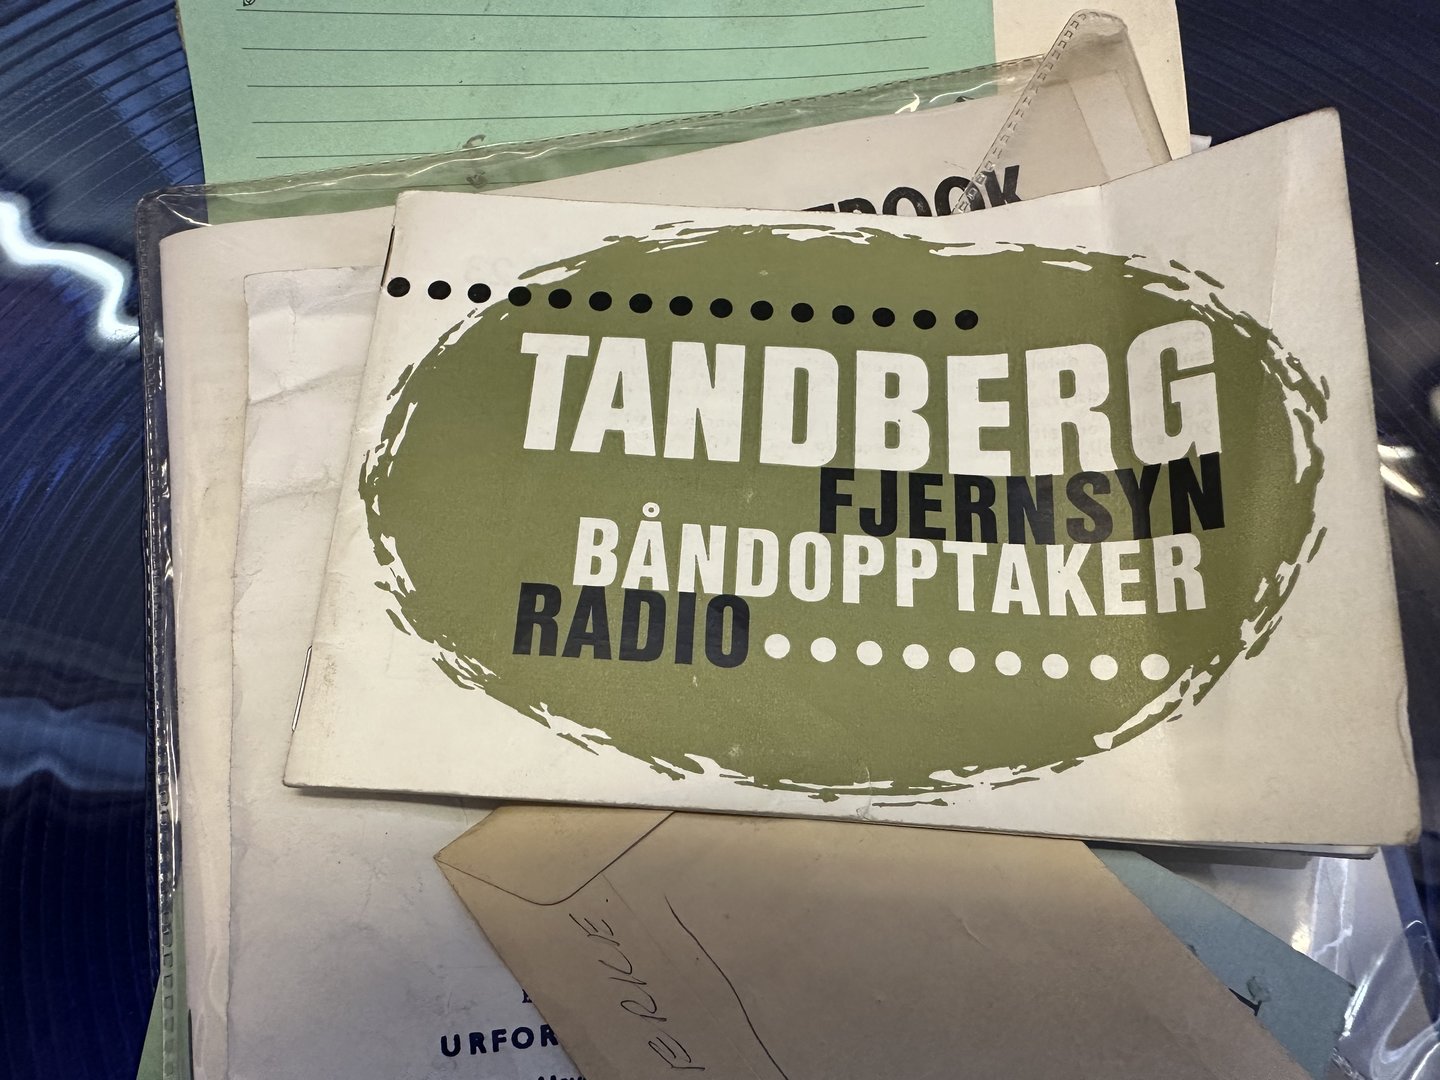 TANDBERG
FJERNSYN
BÅNDOPPTAKER
RADIO